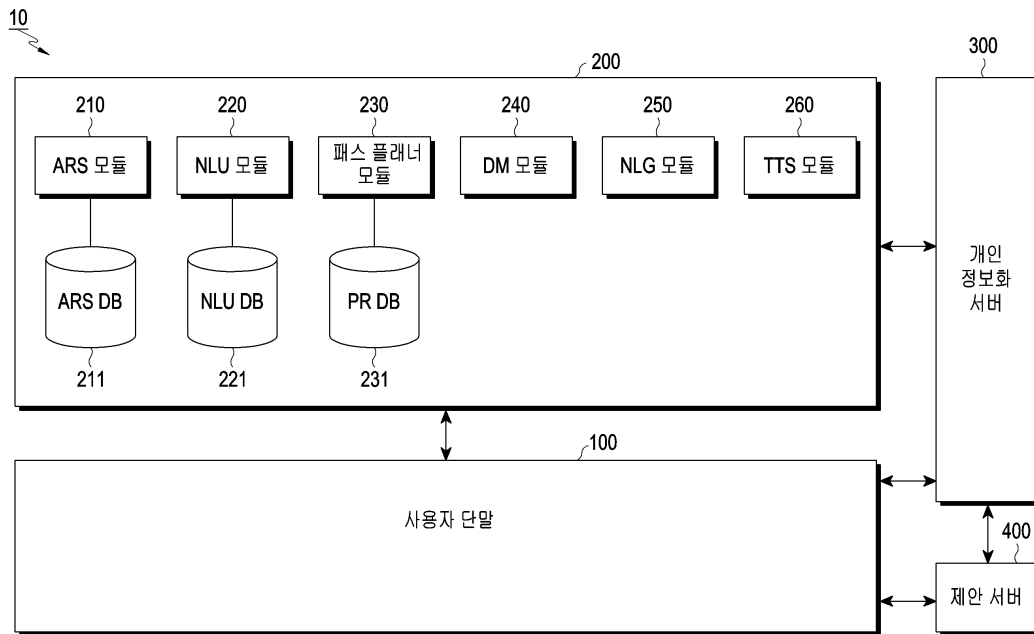 10
200
300
210
220
230
240
250
260
ARS 모듈
NLU 모듈
패스 플래너
모듈
DM 모듈
NLG 모듈
TTS 모듈
ARS DB
NLU DB
PR DB
211
221
231
개인
정보화
서버
100
사용자 단말
400
제안 서버